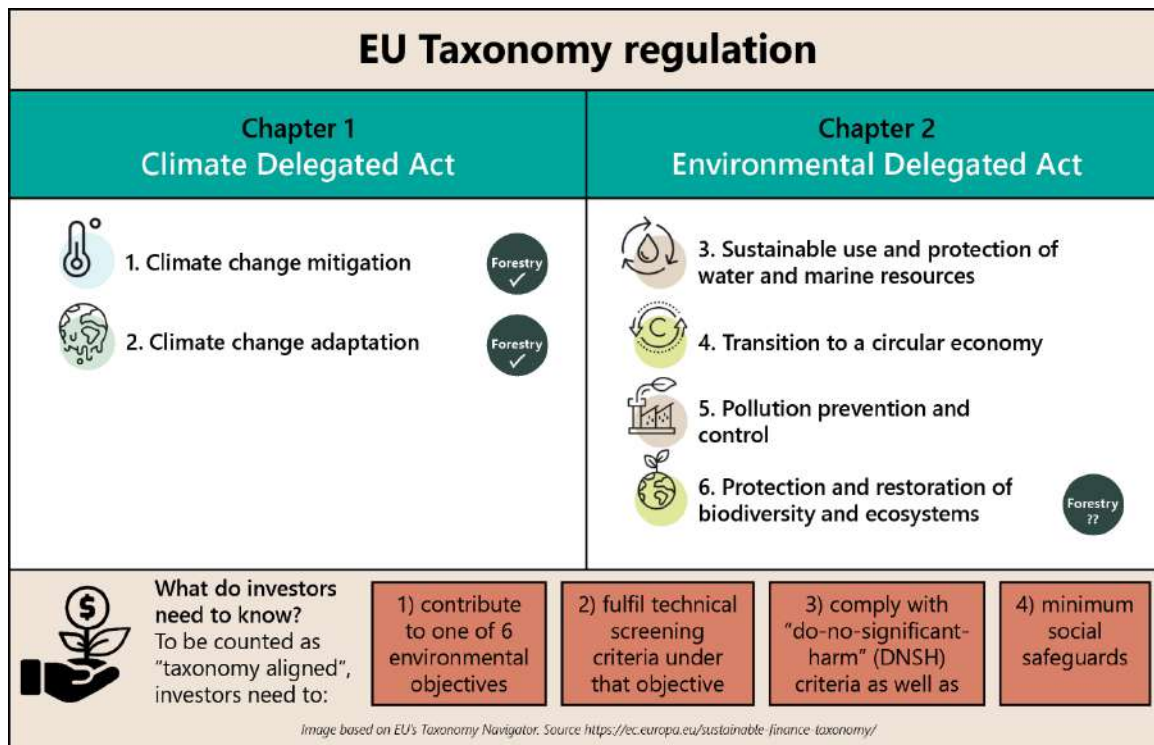 EU Taxonomy regulation
Chapter 1
Climate Delegated Act
Chapter 2
Environmental Delegated Act
1. Climate change mitigation
Forestry
✓
2. Climate change adaptation
Forestry
✓
3. Sustainable use and protection of
water and marine resources
C
4. Transition to a circular economy
5. Pollution prevention and
control
6. Protection and restoration of
biodiversity and ecosystems
Forestry
??
$
What do investors
need to know?
To be counted as
"taxonomy aligned",
investors need to:
1) contribute
to one of 6
environmental
objectives
2) fulfil technical
screening
criteria under
that objective
3) comply with
"do-no-significant-
harm" (DNSH)
criteria as well as
4) minimum
social
safeguards
Image based on EU's Taxonomy Navigator. Source https://ec.europa.eu/sustainable-finance-taxonomy/